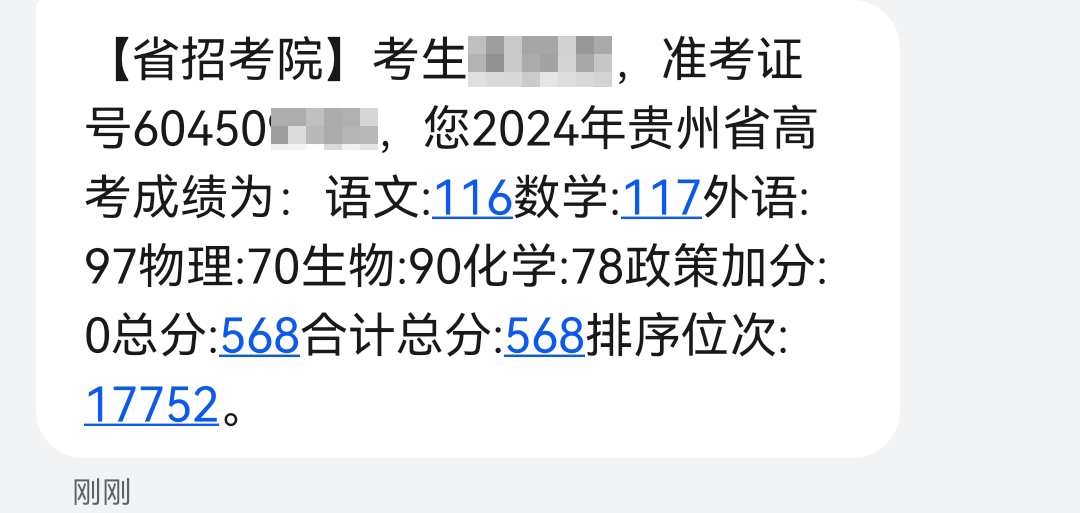 【省招考院】考生，准考证
号60450，您2024年贵州省高
考成绩为：语文:116数学:117外语:
97物理:70生物:90化学:78政策加分:
0总分:568合计总分:568排序位次:
17752。
刚刚